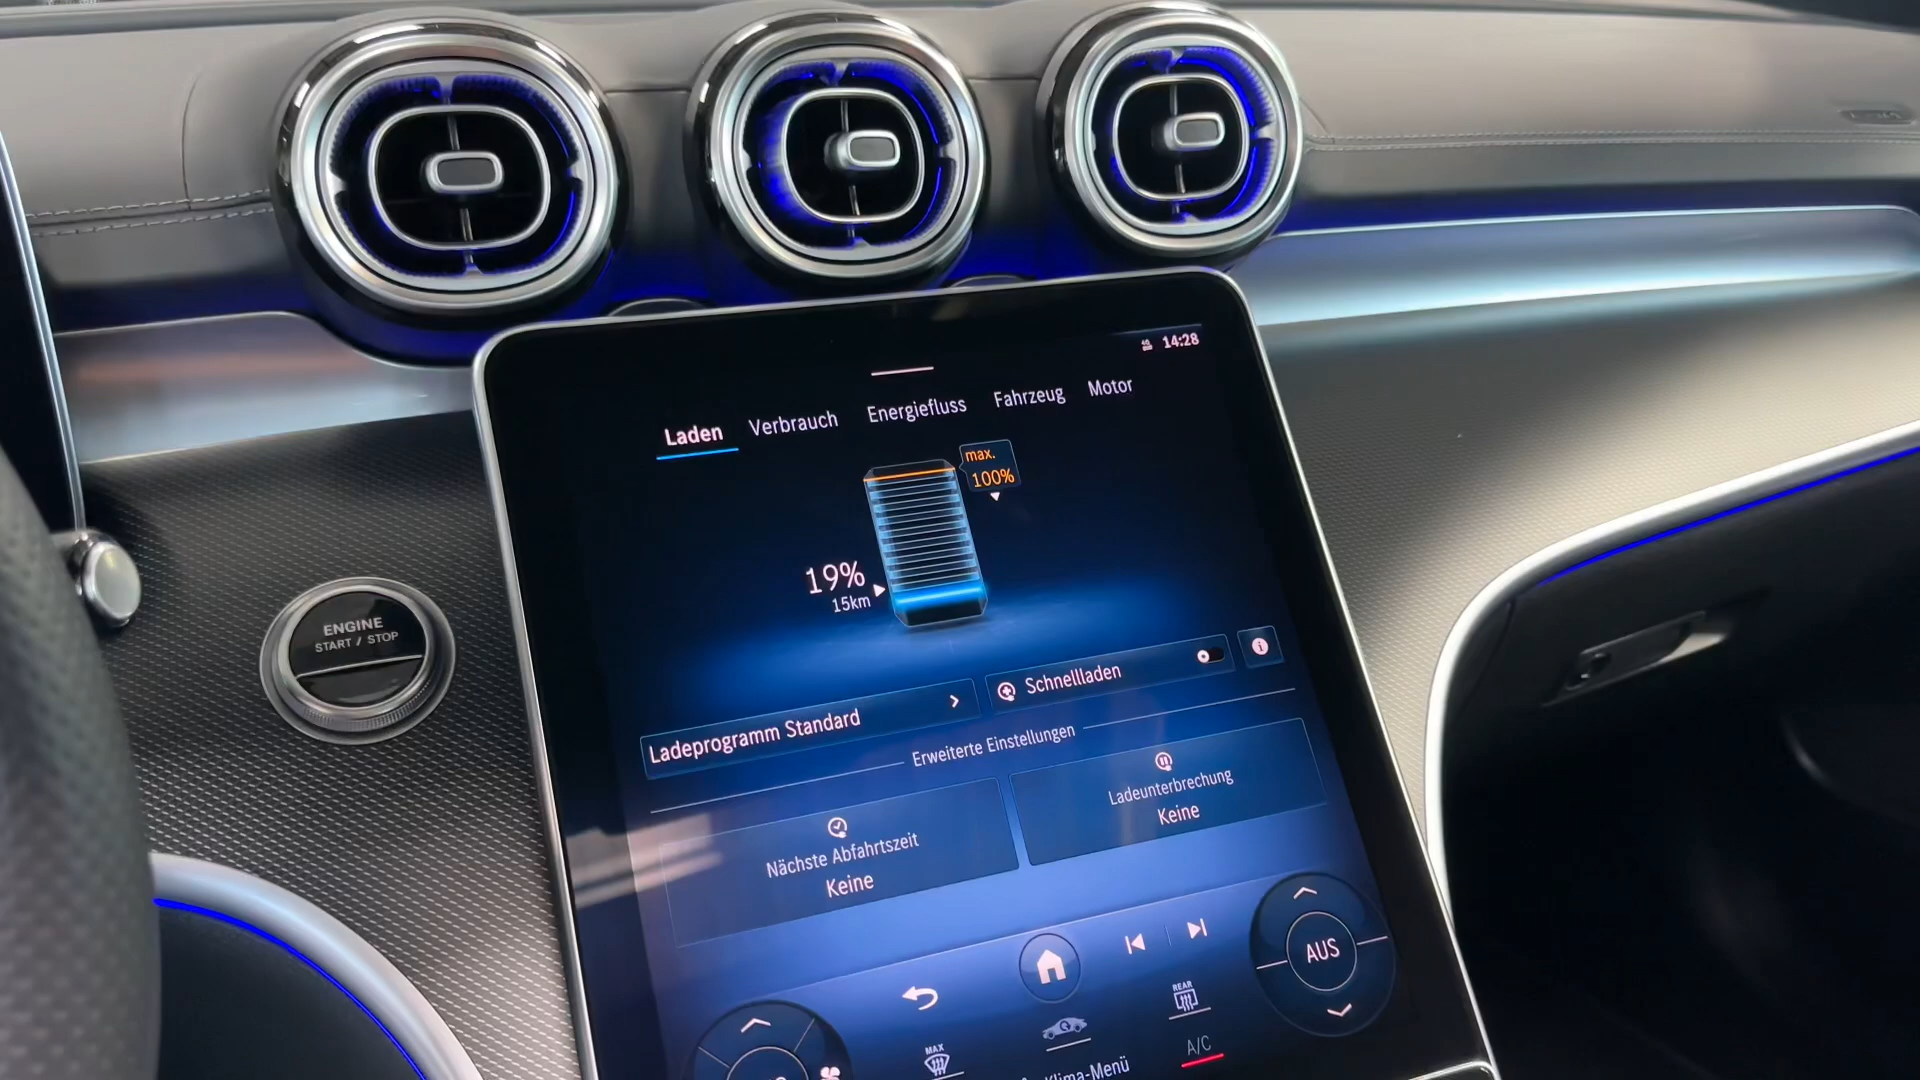 14:28
Laden Verbrauch Energiefluss Fahrzeug Motor
max.
100%
19%
15km
ENGINE
START / STOP
Ladeprogramm Standard
Schnellladen
Erweiterte Einstellungen
Nächste Abfahrtszeit
Keine
Ladeunterbrechung
Keine
AUS
REAR
MAX
A/C
Klima-Menü